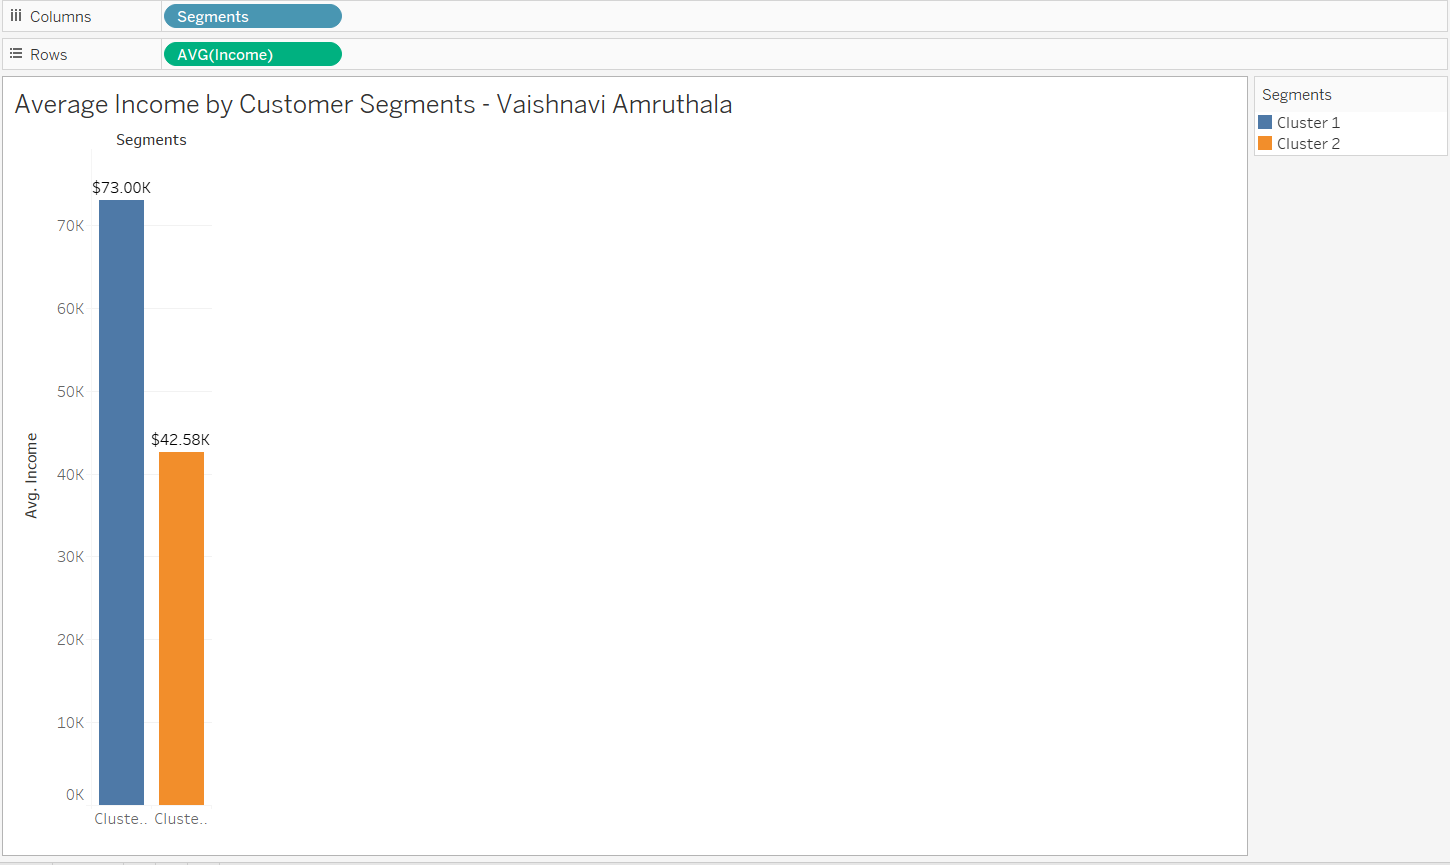 Columns
Segments
Rows
AVG(Income)
Average Income by Customer Segments - Vaishnavi Amruthala
Segments
$73.00K
70K
60K
50K
$42.58K
40K
30K
20K
10K
0K
Avg. Income
Cluste.. Cluste..
Segments
Cluster 1
Cluster 2